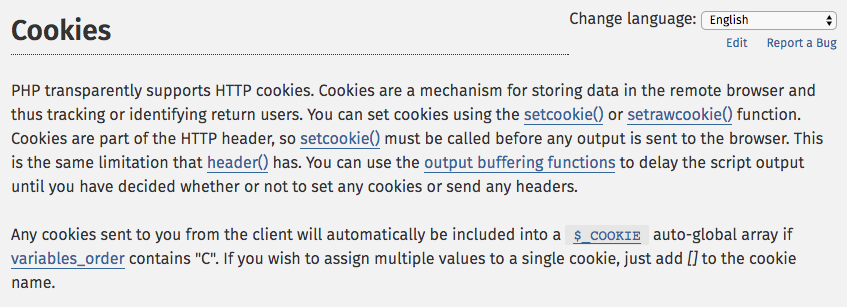 Cookies
Change language: English
Edit Report a Bug
PHP transparently supports HTTP cookies. Cookies are a mechanism for storing data in the remote browser and
thus tracking or identifying return users. You can set cookies using the setcookie() or setrawcookie() function.
Cookies are part of the HTTP header, so setcookie() must be called before any output is sent to the browser. This
is the same limitation that header() has. You can use the output buffering functions to delay the script output
until you have decided whether or not to set any cookies or send any headers.
Any cookies sent to you from the client will automatically be included into a $_COOKIE auto-global array if
variables_order contains "C". If you wish to assign multiple values to a single cookie, just add [] to the cookie
name.